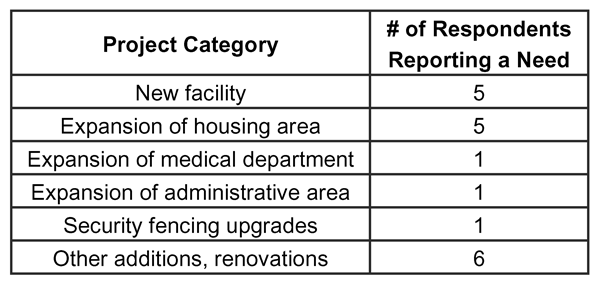 Project Category
# of Respondents
Reporting a Need
New facility 5
Expansion of housing area 5
Expansion of medical department 1
Expansion of administrative area 1
Security fencing upgrades 1
Other additions, renovations 6